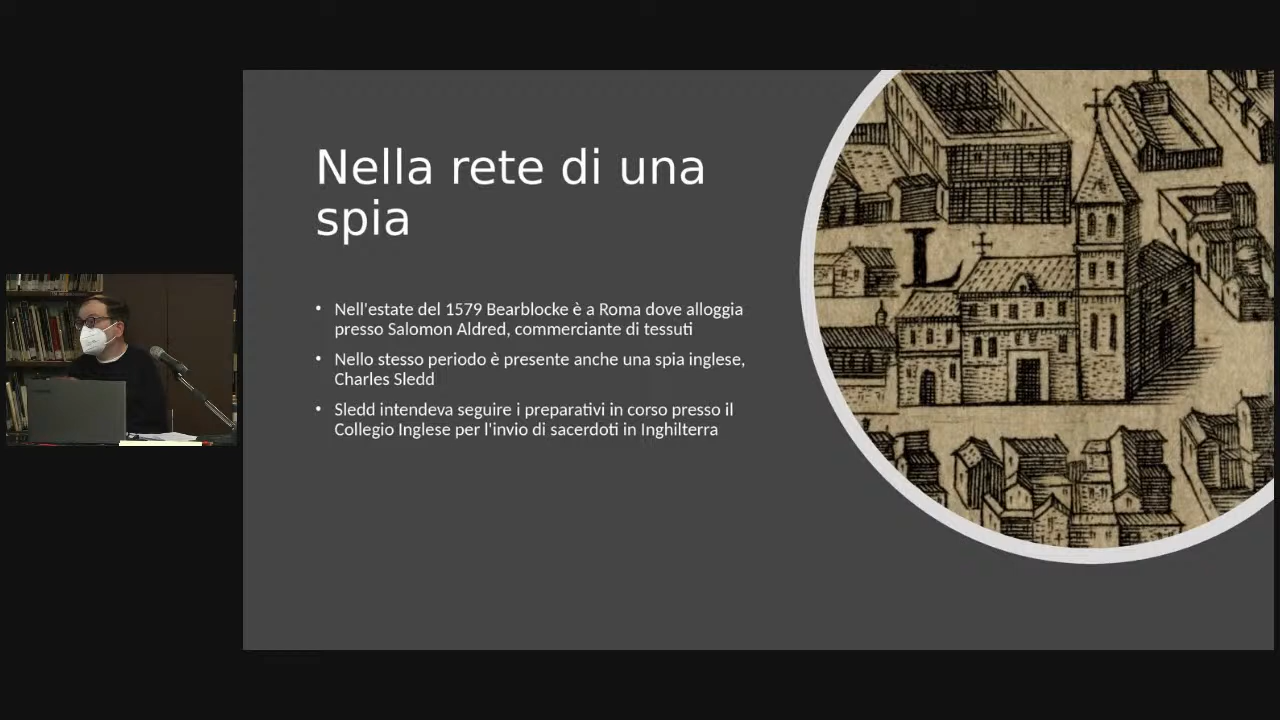 Nella rete di una
spia
• Nell'estate del 1579 Bearblocke è a Roma dove alloggia
presso Salomon Aldred, commerciante di tessuti
• Nello stesso periodo è presente anche una spia inglese,
Charles Sledd
• Sledd intendeva seguire i preparativi in corso presso il
Collegio Inglese per l'invio di sacerdoti in Inghilterra
L